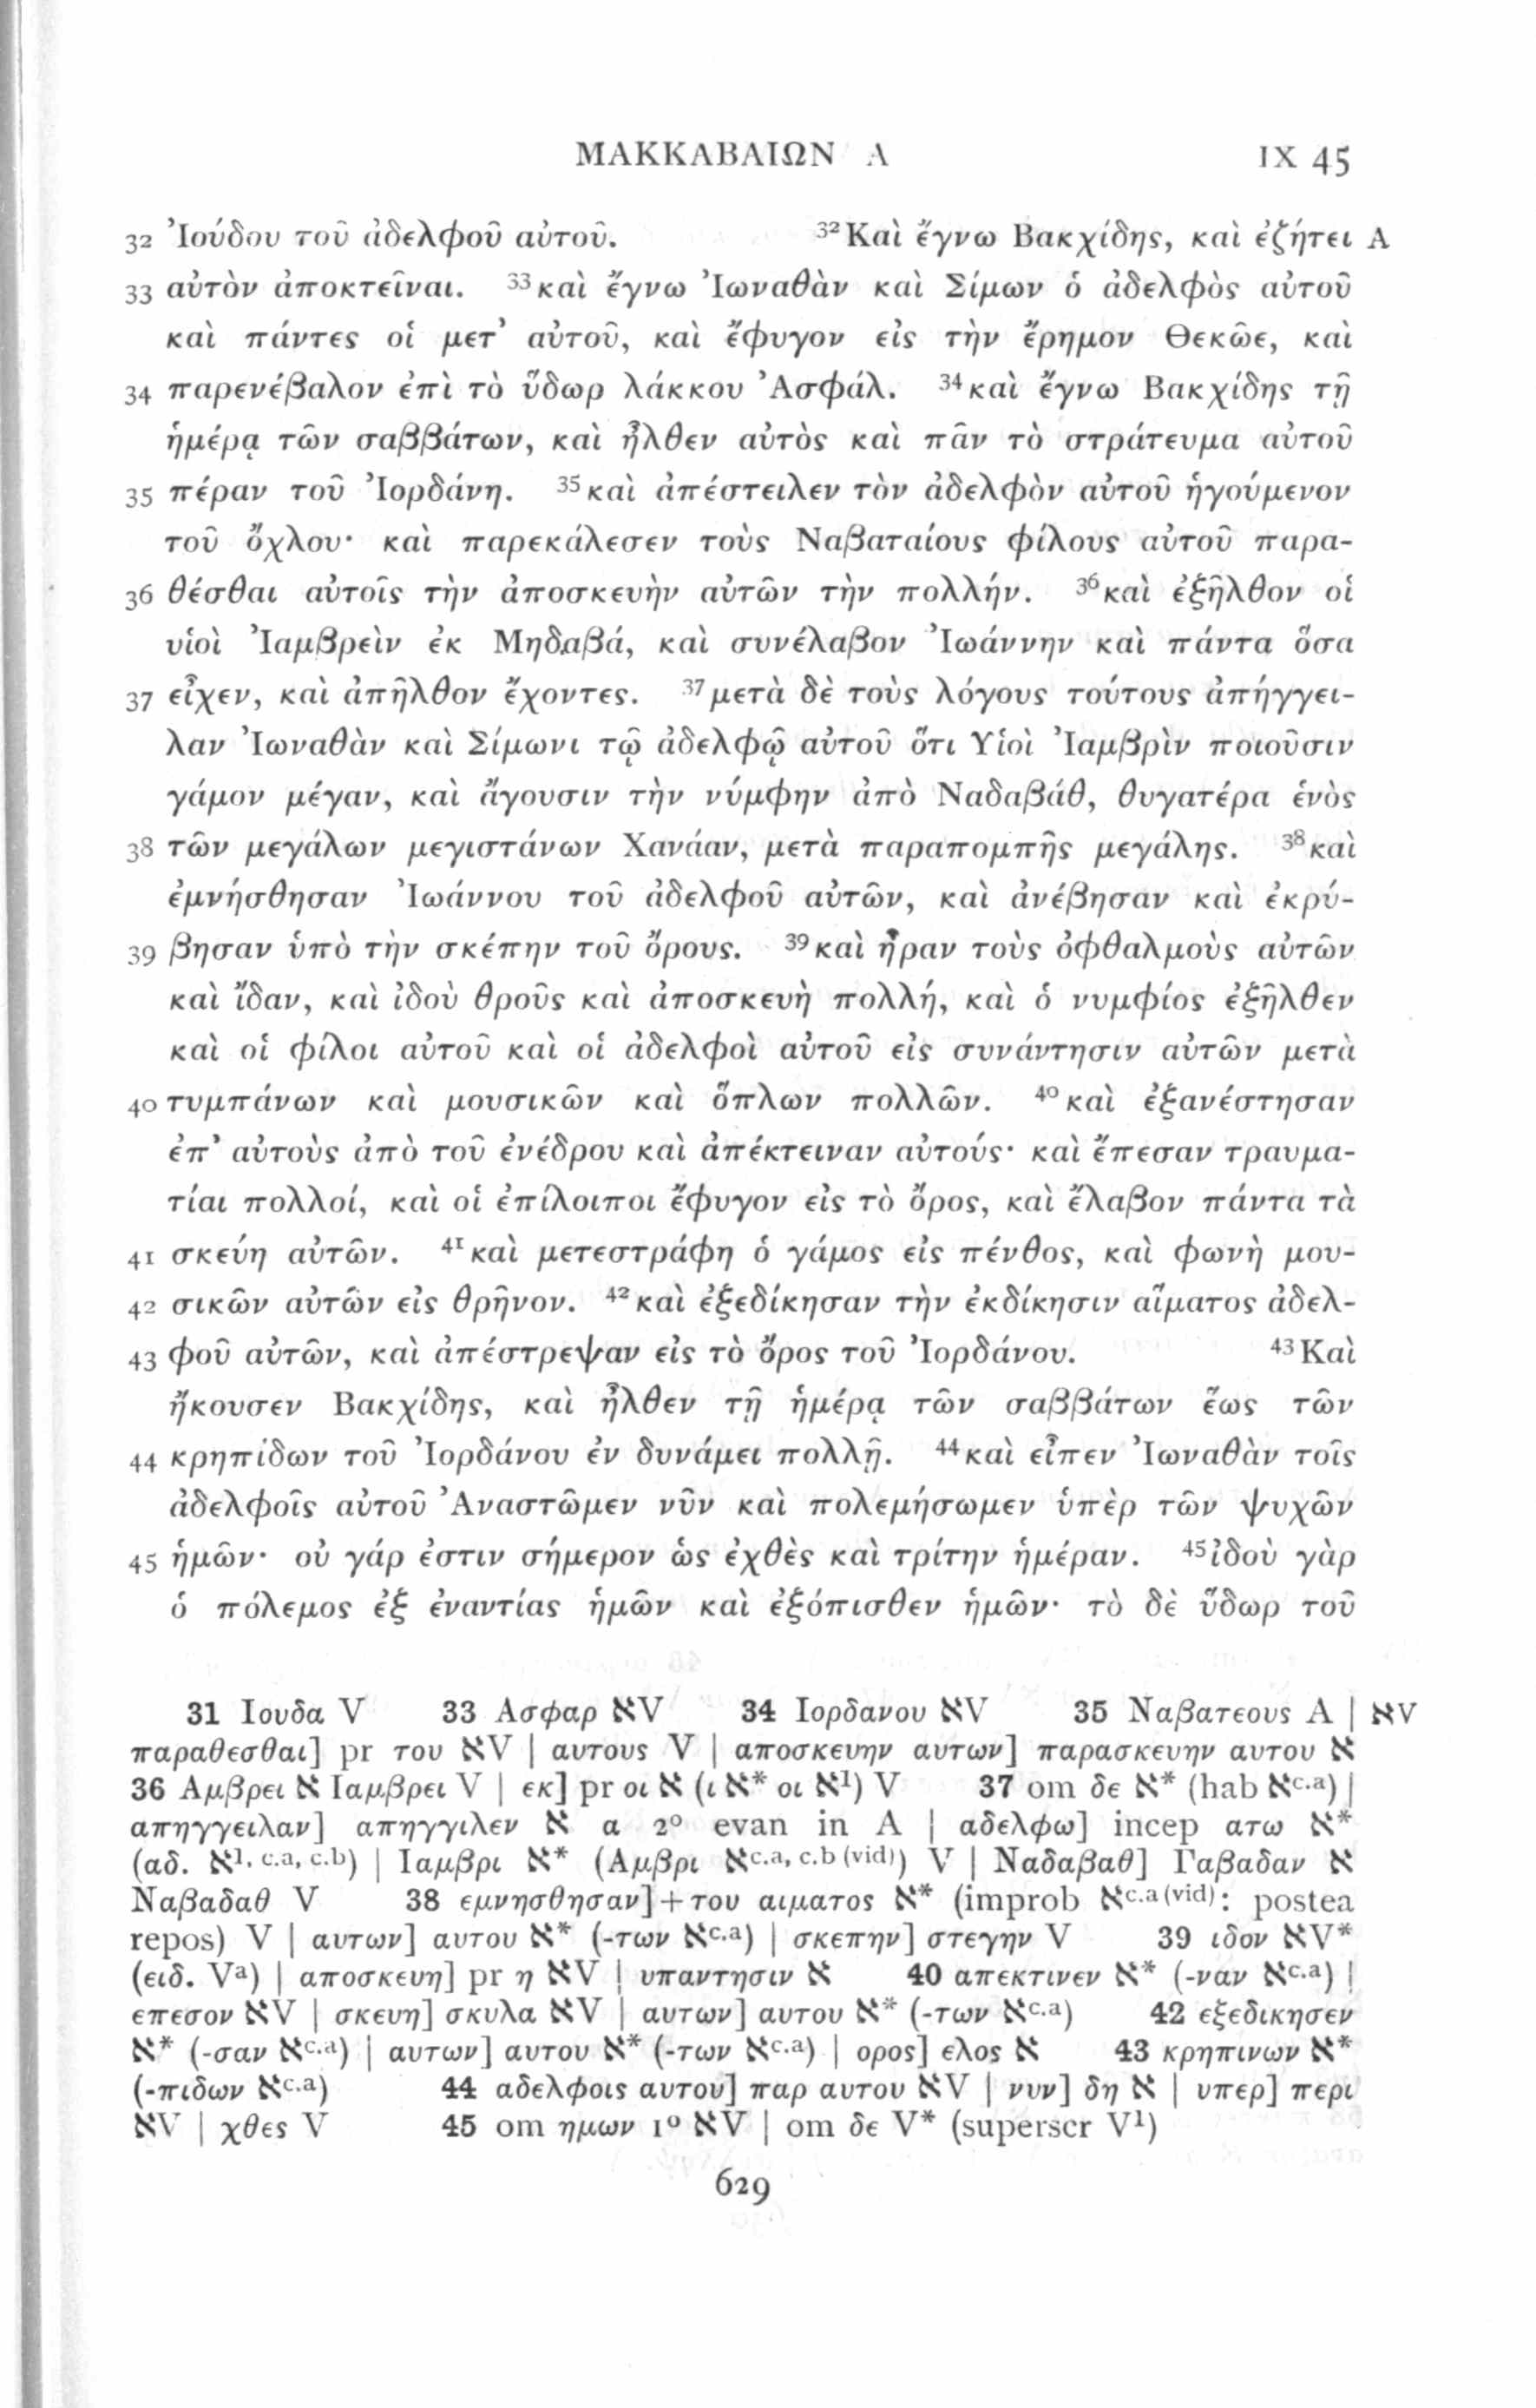 ΜΑΚΚΑΒΑΙΩΝ Α IX 45
32 Ἰούδου τοῦ ἀδελφοῦ αὐτοῦ. ³²Καὶ ἔγνω Βακχίδης, καὶ ἐζήτει A
33 αὐτὸν ἀποκτεῖναι. ³³καὶ ἔγνω Ἰωναθὰν καὶ Σίμων ὁ ἀδελφὸς αὐτοῦ
καὶ πάντες οἱ μετ᾽ αὐτοῦ, καὶ ἔφυγον εἰς τὴν ἔρημον Θεκῶε, καὶ
34 παρενέβαλον ἐπὶ τὸ ὕδωρ λάκκου Ἀσφάλ. ³⁴καὶ ἔγνω Βακχίδης τῇ
ἡμέρᾳ τῶν σαββάτων, καὶ ἦλθεν αὐτὸς καὶ πᾶν τὸ στράτευμα αὐτοῦ
35 πέραν τοῦ Ἰορδάνη. ³⁵καὶ ἀπέστειλεν τὸν ἀδελφὸν αὐτοῦ ἡγούμενον
τοῦ ὄχλου· καὶ παρεκάλεσεν τοὺς Ναβαταίους φίλους αὐτοῦ παρα-
36 θέσθαι αὐτοῖς τὴν ἀποσκευὴν αὐτῶν τὴν πολλήν. ³⁶καὶ ἐξῆλθον οἱ
υἱοὶ Ἰαμβρεὶν ἐκ Μηδαβά, καὶ συνέλαβον Ἰωάννην καὶ πάντα ὅσα
37 εἶχεν, καὶ ἀπῆλθον ἔχοντες. ³⁷μετὰ δὲ τοὺς λόγους τούτους ἀπήγγει-
λαν Ἰωναθὰν καὶ Σίμωνι τῷ ἀδελφῷ αὐτοῦ ὅτι Υἱοὶ Ἰαμβρὶν ποιοῦσιν
γάμον μέγαν, καὶ ἄγουσιν τὴν νύμφην ἀπὸ Ναδαβάθ, θυγατέρα ἑνὸς
38 τῶν μεγάλων μεγιστάνων Χανάαν, μετὰ παραπομπῆς μεγάλης. ³⁸καὶ
ἐμνήσθησαν Ἰωάννου τοῦ ἀδελφοῦ αὐτῶν, καὶ ἀνέβησαν καὶ ἐκρύ-
39 βησαν ὑπὸ τὴν σκέπην τοῦ ὄρους. ³⁹καὶ ἦραν τοὺς ὀφθαλμοὺς αὐτῶν
καὶ ἴδαν, καὶ ἰδοὺ θροῦς καὶ ἀποσκευὴ πολλή, καὶ ὁ νυμφίος ἐξῆλθεν
καὶ οἱ φίλοι αὐτοῦ καὶ οἱ ἀδελφοὶ αὐτοῦ εἰς συνάντησιν αὐτῶν μετὰ
40 τυμπάνων καὶ μουσικῶν καὶ ὅπλων πολλῶν. ⁴⁰καὶ ἐξανέστησαν
ἐπ᾽ αὐτοὺς ἀπὸ τοῦ ἐνέδρου καὶ ἀπέκτειναν αὐτούς· καὶ ἔπεσαν τραυμα-
τίαι πολλοί, καὶ οἱ ἐπίλοιποι ἔφυγον εἰς τὸ ὄρος, καὶ ἔλαβον πάντα τὰ
41 σκεύη αὐτῶν. ⁴¹καὶ μετεστράφη ὁ γάμος εἰς πένθος, καὶ φωνὴ μου-
42 σικῶν αὐτῶν εἰς θρῆνον. ⁴²καὶ ἐξεδίκησαν τὴν ἐκδίκησιν αἵματος ἀδελ-
43 φοῦ αὐτῶν, καὶ ἀπέστρεψαν εἰς τὸ ὄρος τοῦ Ἰορδάνου. ⁴³Καὶ
ἤκουσεν Βακχίδης, καὶ ἦλθεν τῇ ἡμέρᾳ τῶν σαββάτων ἕως τῶν
44 κρηπίδων τοῦ Ἰορδάνου ἐν δυνάμει πολλῇ. ⁴⁴καὶ εἶπεν Ἰωναθὰν τοῖς
ἀδελφοῖς αὐτοῦ Ἀναστῶμεν νῦν καὶ πολεμήσωμεν ὑπὲρ τῶν ψυχῶν
45 ἡμῶν· οὐ γάρ ἐστιν σήμερον ὡς ἐχθὲς καὶ τρίτην ἡμέραν. ⁴⁵ἰδοὺ γὰρ
ὁ πόλεμος ἐξ ἐναντίας ἡμῶν καὶ ἐξόπισθεν ἡμῶν· τὸ δὲ ὕδωρ τοῦ
31 Ιουδα V 33 Ασφαρ אV 34 Ιορδανου אV 35 Ναβατεους A | אV
παραθεσθαι] pr του אV | αυτους V | αποσκευην αυτων] παρασκευην αυτου א
36 Αμβρει א Ιαμβρει V | εκ] pr οι א (ι א* οι א¹) V 37 om δε א* (hab אᶜ·ᵃ) |
απηγγειλαν] απηγγιλεν א α 2° evan in A | αδελφω] incep ατω א*
(αδ. א¹· ᶜ·ᵃ, ᶜ·ᵇ) | Ιαμβρι א* (Αμβρι אᶜ·ᵃ, ᶜ·ᵇ ⁽ᵛⁱᵈ⁾) V | Ναδαβαθ] Γαβαδαν א
Ναβαδαθ V 38 εμνησθησαν] + του αιματος א* (improb אᶜ·ᵃ ⁽ᵛⁱᵈ⁾: postea
repos) V | αυτων] αυτου א* (-των אᶜ·ᵃ) | σκεπην] στεγην V 39 ιδον אV*
(ειδ. Vᵃ) | αποσκευη] pr η אV | υπαντησιν א 40 απεκτινεν א* (-ναν אᶜ·ᵃ) |
επεσον אV | σκευη] σκυλα אV | αυτων] αυτου א* (-των אᶜ·ᵃ) 42 εξεδικησεν
א* (-σαν אᶜ·ᵃ) | αυτων] αυτου א* (-των אᶜ·ᵃ) | ορος] ελος א 43 κρηπινων א*
(-πιδων אᶜ·ᵃ) 44 αδελφοις αυτου] παρ αυτου אV | νυν] δη א | υπερ] περι
אV | χθες V 45 om ημων 1° אV | om δε V* (superscr V¹)
629